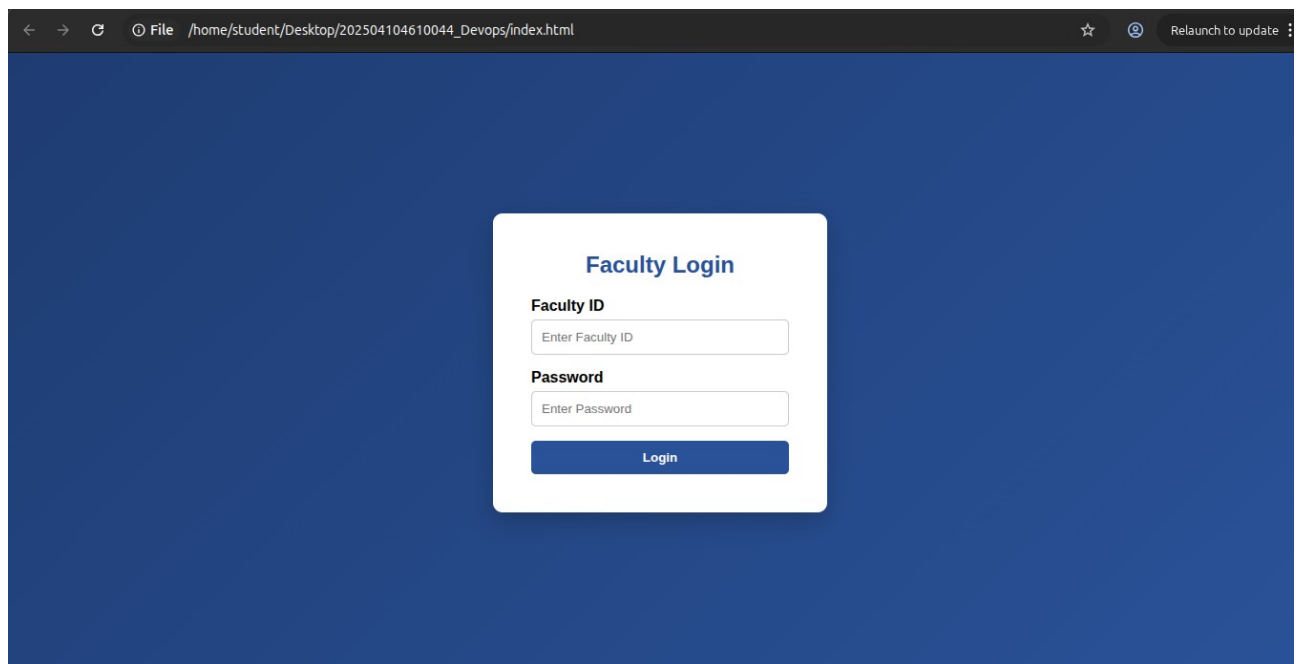 File /home/student/Desktop/202504104610044_Devops/index.html Relaunch to update
Faculty Login
Faculty ID
Enter Faculty ID
Password
Enter Password
Login